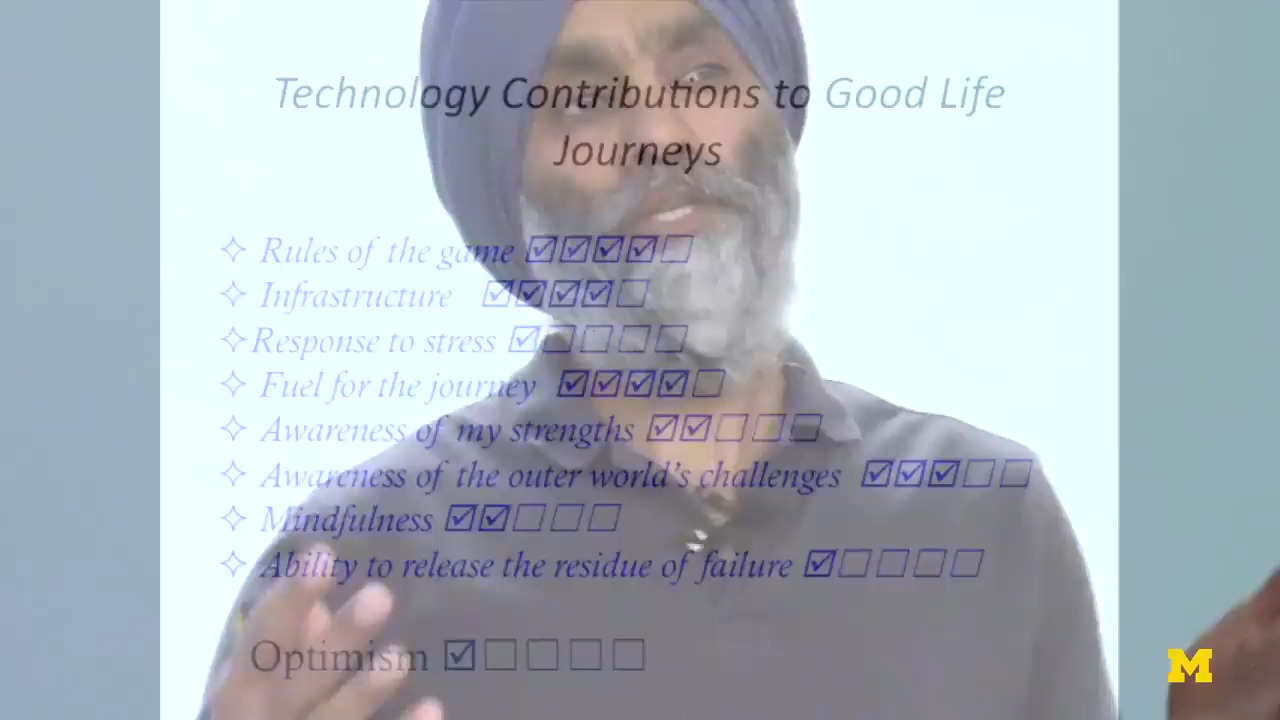 Technology Contributions to Good Life
Journeys
✧ Rules of the game ☑☑☑☑☐
✧ Infrastructure ☑☑☑☑☐
✧ Response to stress ☑☐☐☐☐
✧ Fuel for the journey ☑☑☑☑☐
✧ Awareness of my strengths ☑☑☐☐☐
✧ Awareness of the outer world's challenges ☑☑☑☐☐
✧ Mindfulness ☑☑☐☐☐
✧ Ability to release the residue of failure ☑☐☐☐☐
Optimism ☑☐☐☐☐
M